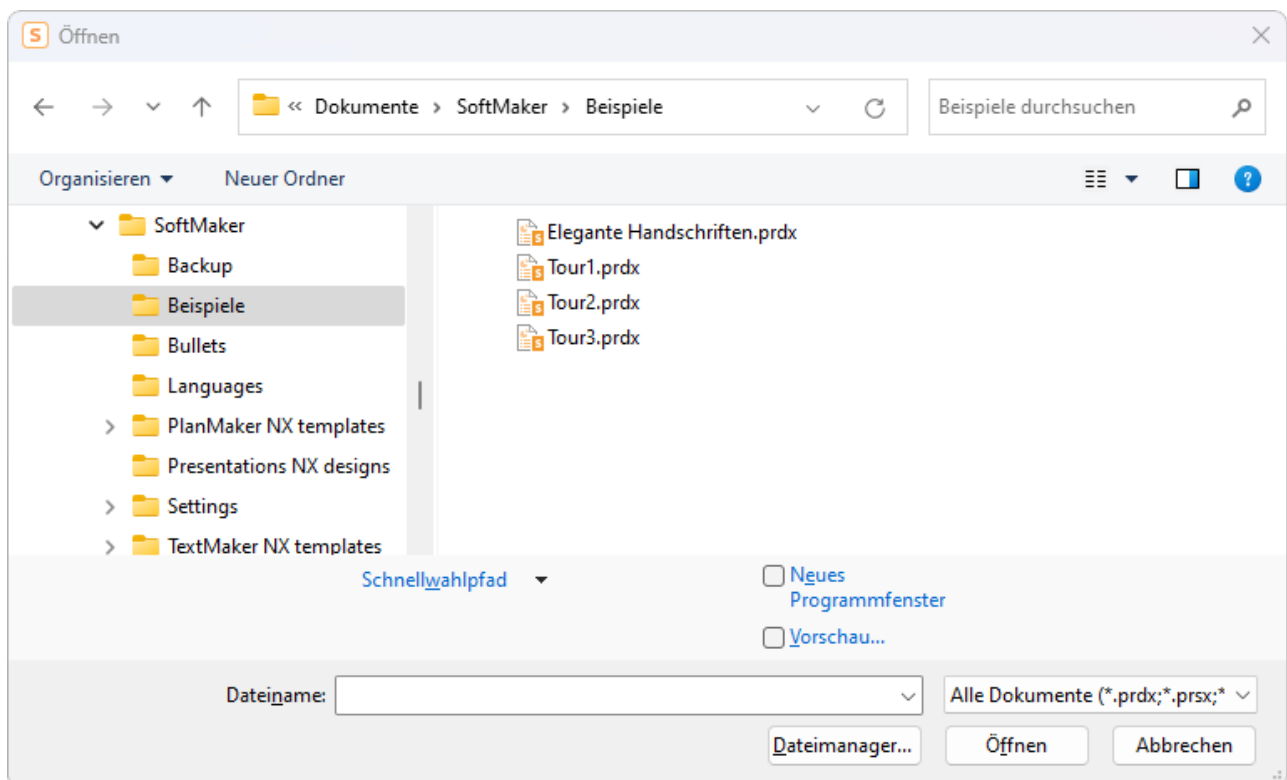 S Öffnen
« Dokumente > SoftMaker > Beispiele
Beispiele durchsuchen
Organisieren
Neuer Ordner
?
SoftMaker
Backup
Beispiele
Bullets
Languages
PlanMaker NX templates
Presentations NX designs
Settings
TextMaker NX templates
Elegante Handschriften.prdx
Tour1.prdx
Tour2.prdx
Tour3.prdx
Schnellwahlpfad
Neues
Programmfenster
Vorschau...
Dateiname:
Alle Dokumente (*.prdx;*.prsx;*
Dateimanager...
Öffnen
Abbrechen